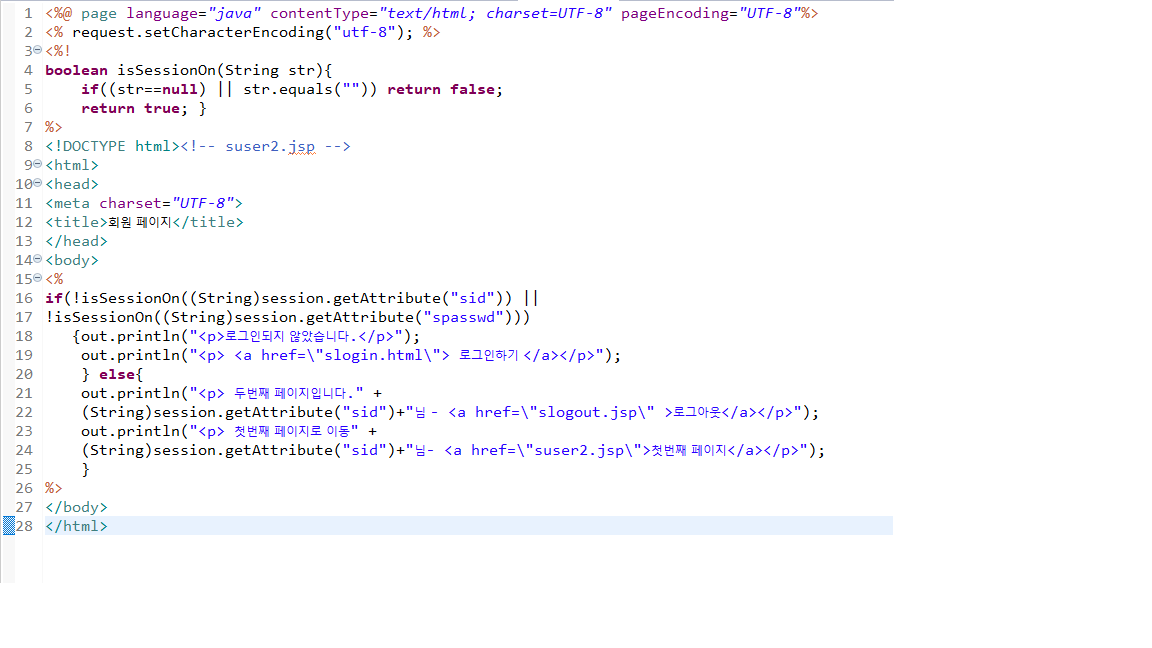 1 <%@ page language="java" contentType="text/html; charset=UTF-8" pageEncoding="UTF-8"%>
2 <% request.setCharacterEncoding("utf-8"); %>
3 <%!
4 boolean isSessionOn(String str){
5     if((str==null) || str.equals("")) return false;
6     return true; }
7 %>
8 <!DOCTYPE html><!-- suser2.jsp -->
9 <html>
10 <head>
11 <meta charset="UTF-8">
12 <title>회원 페이지</title>
13 </head>
14 <body>
15 <%
16 if(!isSessionOn((String)session.getAttribute("sid")) ||
17 !isSessionOn((String)session.getAttribute("spasswd")))
18    {out.println("<p>로그인되지 않았습니다.</p>");
19     out.println("<p> <a href=\"slogin.html\"> 로그인하기 </a></p>");
20     } else{
21     out.println("<p> 두번째 페이지입니다." +
22     (String)session.getAttribute("sid")+"님 - <a href=\"slogout.jsp\" >로그아웃</a></p>");
23     out.println("<p> 첫번째 페이지로 이동" +
24     (String)session.getAttribute("sid")+"님- <a href=\"suser2.jsp\">첫번째 페이지</a></p>");
25     }
26 %>
27 </body>
28 </html>